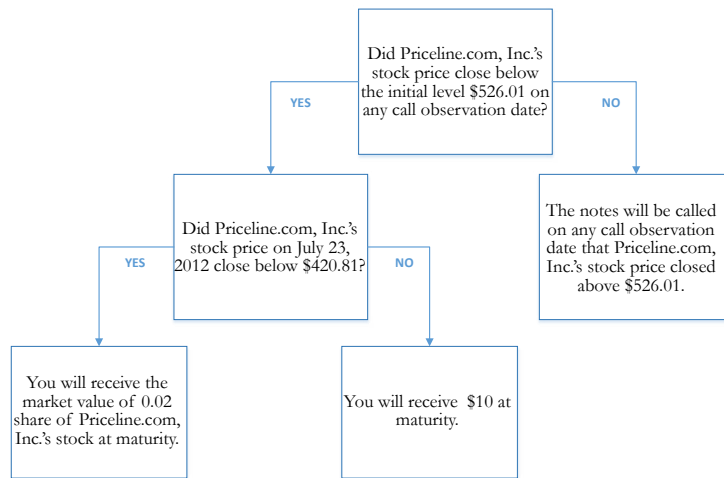 Did Priceline.com, Inc.'s
stock price close below
the initial level $526.01 on
any call observation date?
YES
NO
Did Priceline.com, Inc.'s
stock price on July 23,
2012 close below $420.81?
The notes will be called
on any call observation
date that Priceline.com,
Inc.'s stock price closed
above $526.01.
YES
NO
You will receive the
market value of 0.02
share of Priceline.com,
Inc.'s stock at maturity.
You will receive $10 at
maturity.